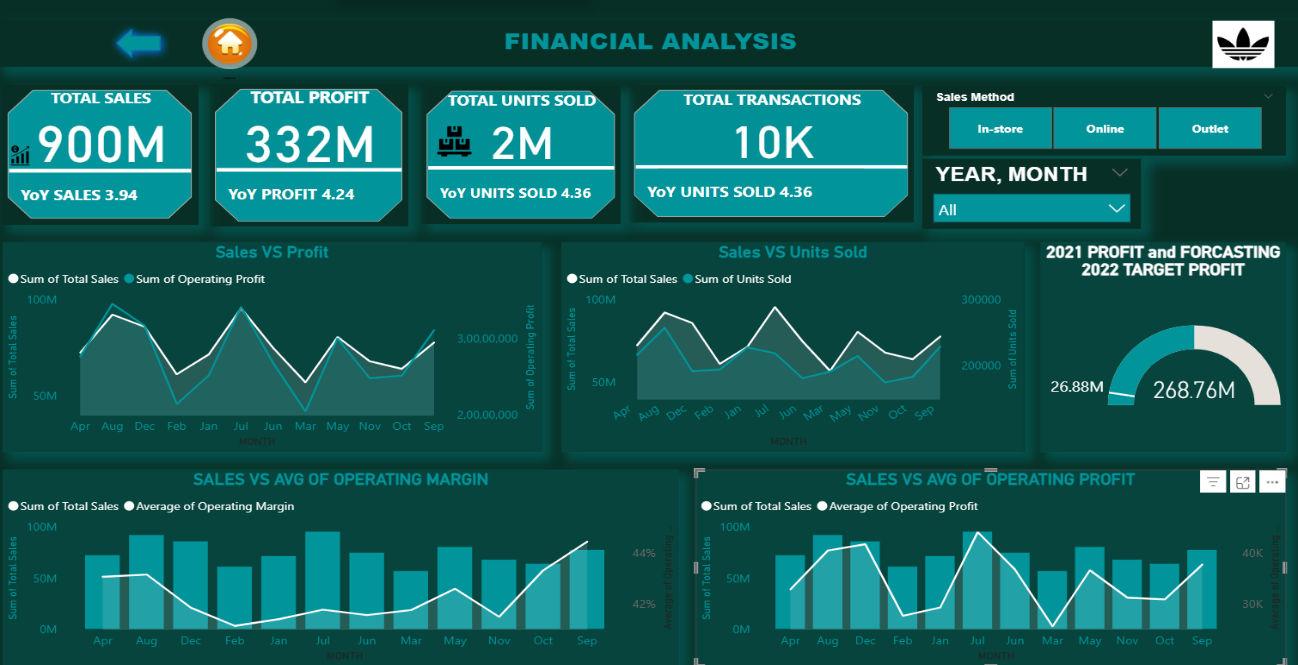 FINANCIAL ANALYSIS
TOTAL SALES
900M
YoY SALES 3.94
TOTAL PROFIT
332M
YoY PROFIT 4.24
TOTAL UNITS SOLD
2M
YoY UNITS SOLD 4.36
TOTAL TRANSACTIONS
10K
YoY UNITS SOLD 4.36
Sales Method
In-store Online Outlet
YEAR, MONTH
All
Sales VS Profit
Sum of Total Sales Sum of Operating Profit
100M
50M
Sum of Total Sales
3,00,00,000
2,00,00,000
Sum of Operating Profit
Apr Aug Dec Feb Jan Jul Jun Mar May Nov Oct Sep
MONTH
Sales VS Units Sold
Sum of Total Sales Sum of Units Sold
100M
50M
Sum of Total Sales
300000
200000
Sum of Units Sold
Apr Aug Dec Feb Jan Jul Jun Mar May Nov Oct Sep
MONTH
2021 PROFIT and FORCASTING
2022 TARGET PROFIT
26.88M
268.76M
SALES VS AVG OF OPERATING MARGIN
Sum of Total Sales Average of Operating Margin
100M
50M
0M
Sum of Total Sales
44%
42%
Average of Operating...
Apr Aug Dec Feb Jan Jul Jun Mar May Nov Oct Sep
MONTH
SALES VS AVG OF OPERATING PROFIT
Sum of Total Sales Average of Operating Profit
100M
50M
0M
Sum of Total Sales
40K
30K
Average of Operating...
Apr Aug Dec Feb Jan Jul Jun Mar May Nov Oct Sep
MONTH